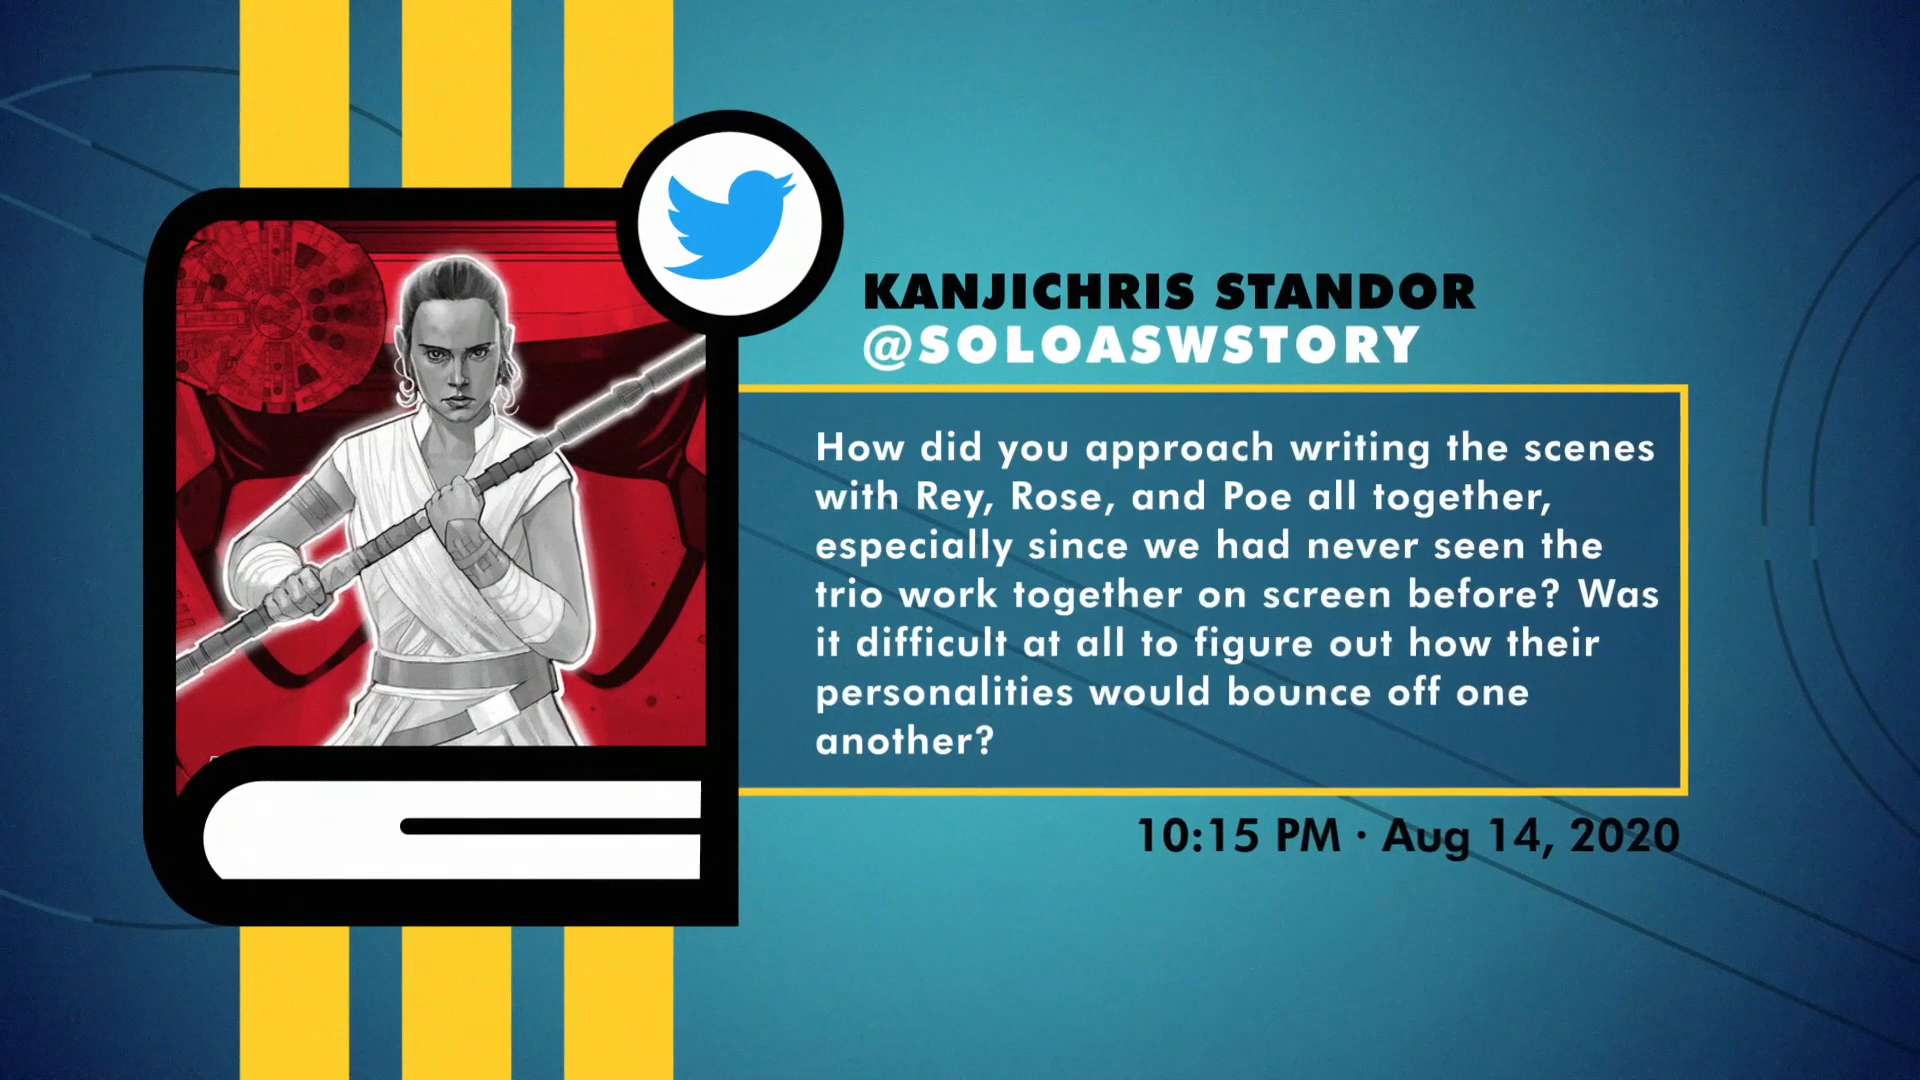 KANJICHRIS STANDOR
@SOLOASWSTORY
How did you approach writing the scenes
with Rey, Rose, and Poe all together,
especially since we had never seen the
trio work together on screen before? Was
it difficult at all to figure out how their
personalities would bounce off one
another?
10:15 PM · Aug 14, 2020